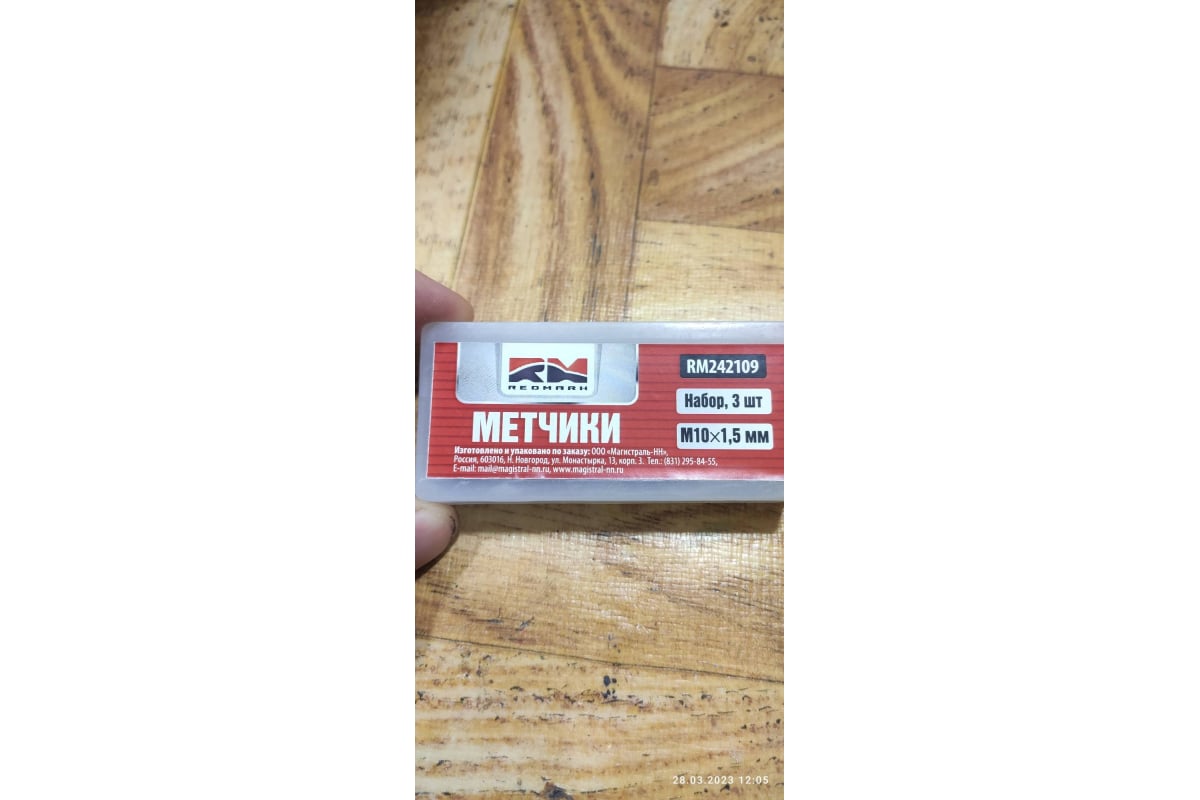 RM
REDMARK
RM242109
Набор, 3 шт
МЕТЧИКИ
М10×1,5 мм
Изготовлено и упаковано по заказу: ООО «Магистраль-НН»,
Россия, 603016, Н. Новгород, ул. Монастырка, 13, корп. 3. Тел.: (831) 295-84-55,
E-mail: mail@magistral-nn.ru, www.magistral-nn.ru
28.03.2023 12:05